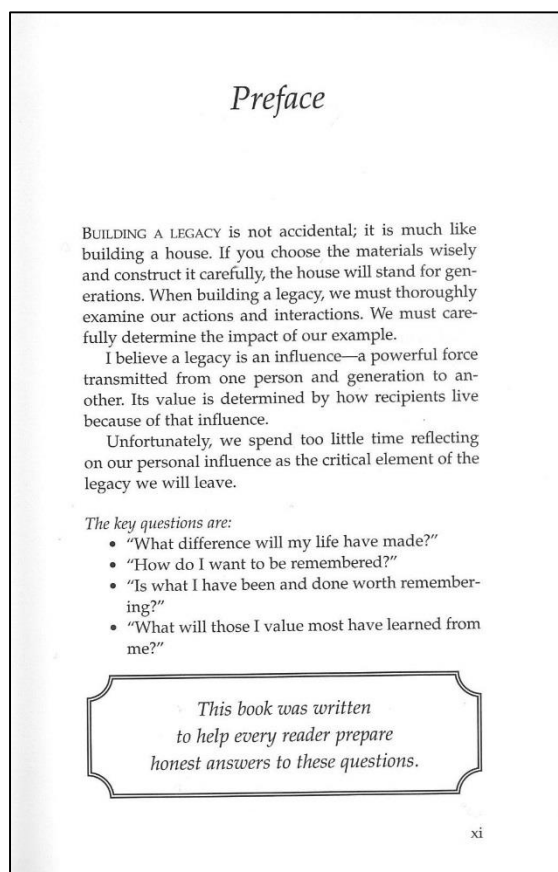 Preface
BUILDING A LEGACY is not accidental; it is much like
building a house. If you choose the materials wisely
and construct it carefully, the house will stand for gen-
erations. When building a legacy, we must thoroughly
examine our actions and interactions. We must care-
fully determine the impact of our example.
I believe a legacy is an influence—a powerful force
transmitted from one person and generation to an-
other. Its value is determined by how recipients live
because of that influence.
Unfortunately, we spend too little time reflecting
on our personal influence as the critical element of the
legacy we will leave.
The key questions are:
• “What difference will my life have made?”
• “How do I want to be remembered?”
• “Is what I have been and done worth remember-
ing?”
• “What will those I value most have learned from
me?”
This book was written
to help every reader prepare
honest answers to these questions.
xi